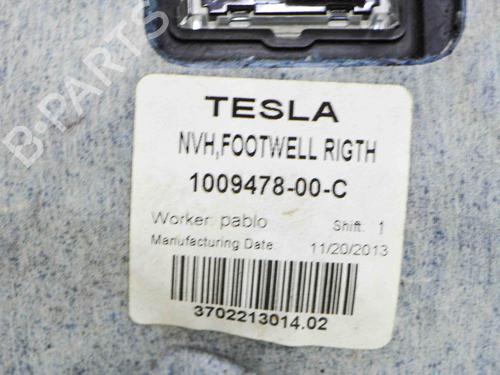 B-PARTS
TESLA
NVH,FOOTWELL RIGTH
1009478-00-C
Worker: pablo Shift: 1
Manufacturing Date: 11/20/2013
3702213014.02